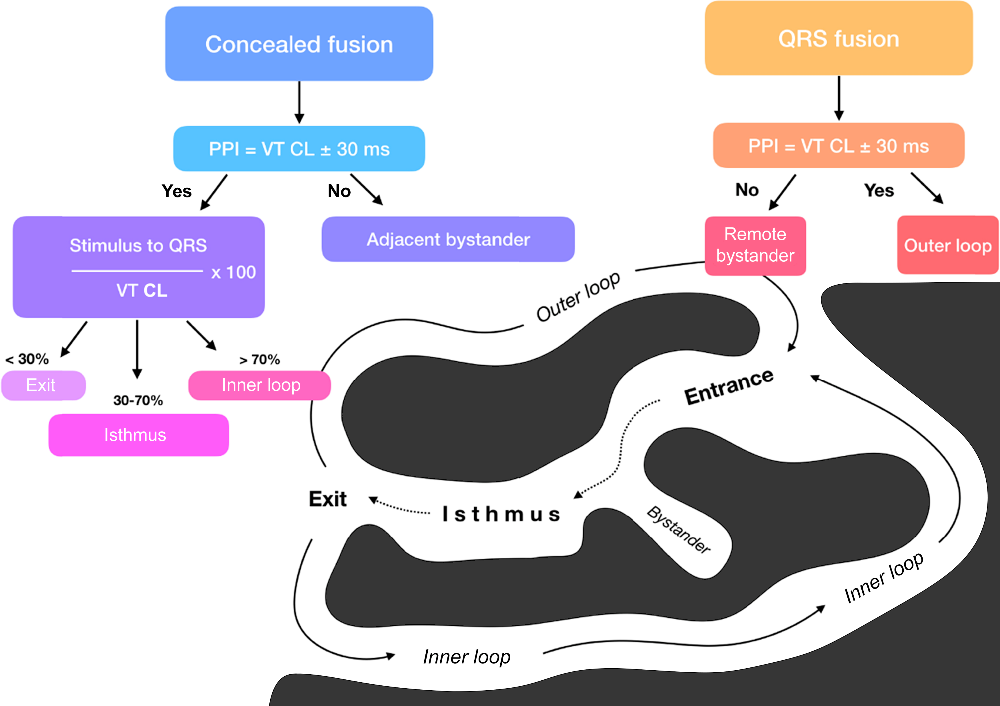 Concealed fusion
QRS fusion
PPI = VT CL ± 30 ms
PPI = VT CL ± 30 ms
Yes
No
No
Yes
Stimulus to QRS
x 100
VT CL
Adjacent bystander
Remote
bystander
Outer loop
< 30%
Exit
30-70%
Isthmus
> 70%
Inner loop
Outer loop
Entrance
Exit
Isthmus
Bystander
Inner loop
Inner loop